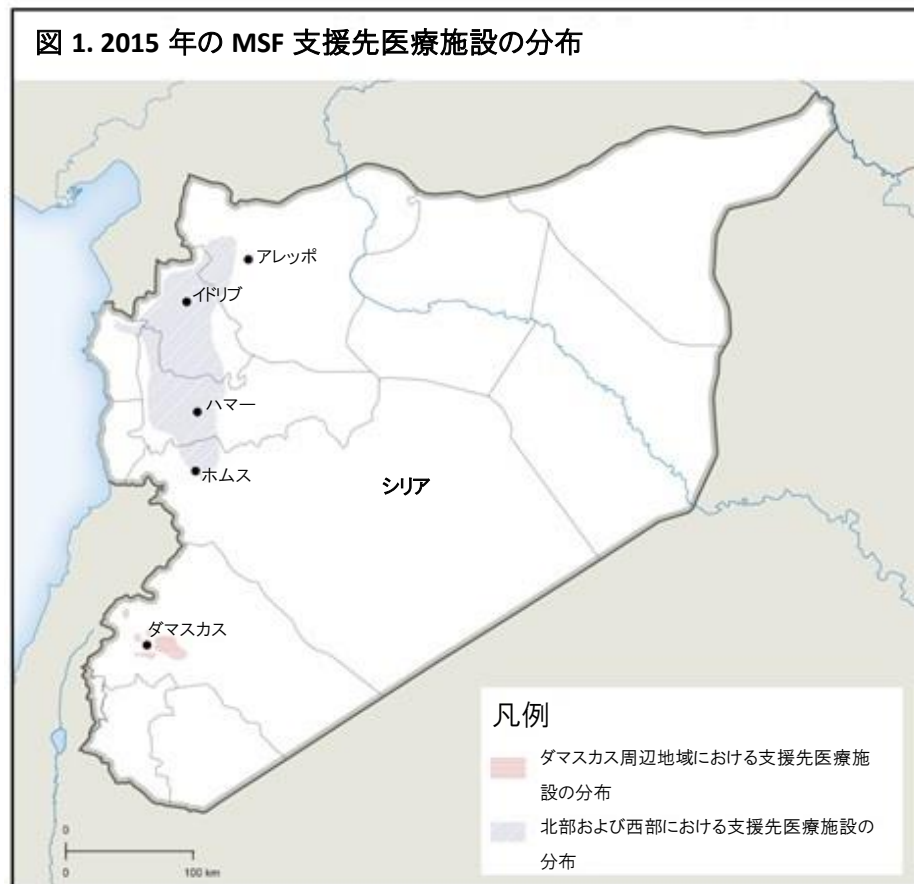 図 1. 2015 年の MSF 支援先医療施設の分布
アレッポ
イドリブ
ハマー
ホムス
シリア
ダマスカス
凡例
ダマスカス周辺地域における支援先医療施
設の分布
北部および西部における支援先医療施設の
分布
0
0 100 km